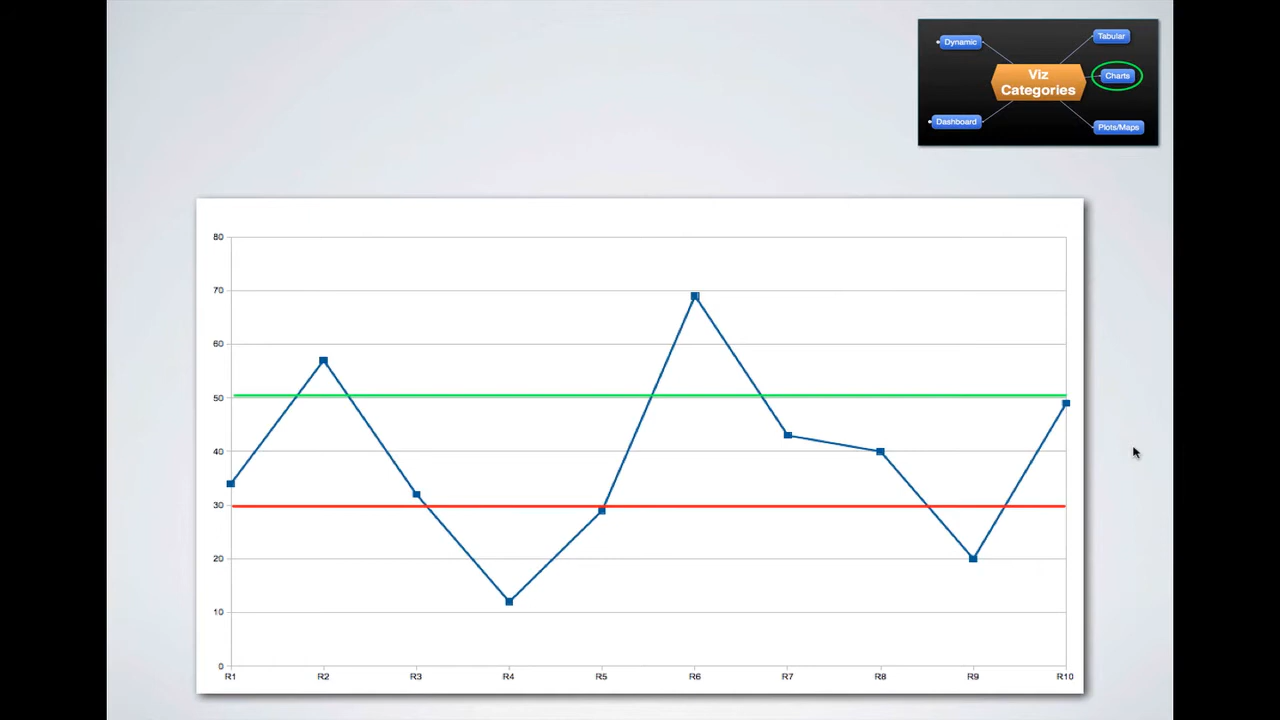 Dynamic
Tabular
Viz
Categories
Charts
Dashboard
Plots/Maps
80
70
60
50
40
30
20
10
0
R1 R2 R3 R4 R5 R6 R7 R8 R9 R10